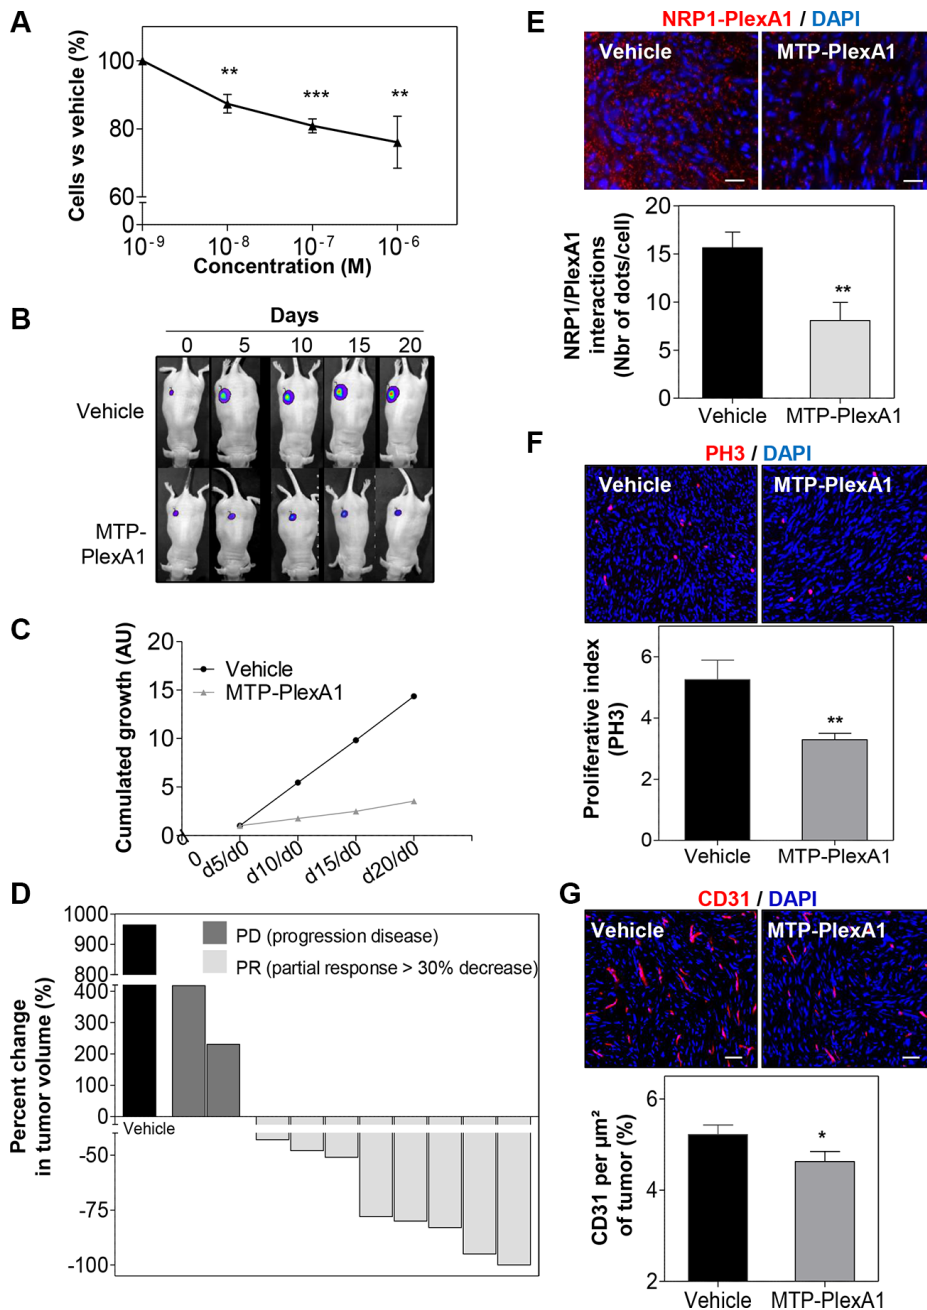 A
Cells vs vehicle (%)
100
80
60
0
**
***
**
10-9
10-8
10-7
10-6
Concentration (M)
B
Days
0 5 10 15 20
Vehicle
MTP-
PlexA1
C
Cumulated growth (AU)
20
15
10
5
0
Vehicle
MTP-PlexA1
0
d5/d0
d10/d0
d15/d0
d20/d0
D
Percent change
in tumor volume (%)
1000
900
800
400
300
200
100
0
-50
-75
-100
PD (progression disease)
PR (partial response > 30% decrease)
Vehicle
E
NRP1-PlexA1 / DAPI
Vehicle
MTP-PlexA1
NRP1/PlexA1
interactions
(Nbr of dots/cell)
20
15
10
5
0
**
Vehicle
MTP-PlexA1
F
PH3 / DAPI
Vehicle
MTP-PlexA1
Proliferative index
(PH3)
6
4
2
0
**
Vehicle
MTP-PlexA1
G
CD31 / DAPI
Vehicle
MTP-PlexA1
CD31 per µm²
of tumor (%)
6
4
2
*
Vehicle
MTP-PlexA1